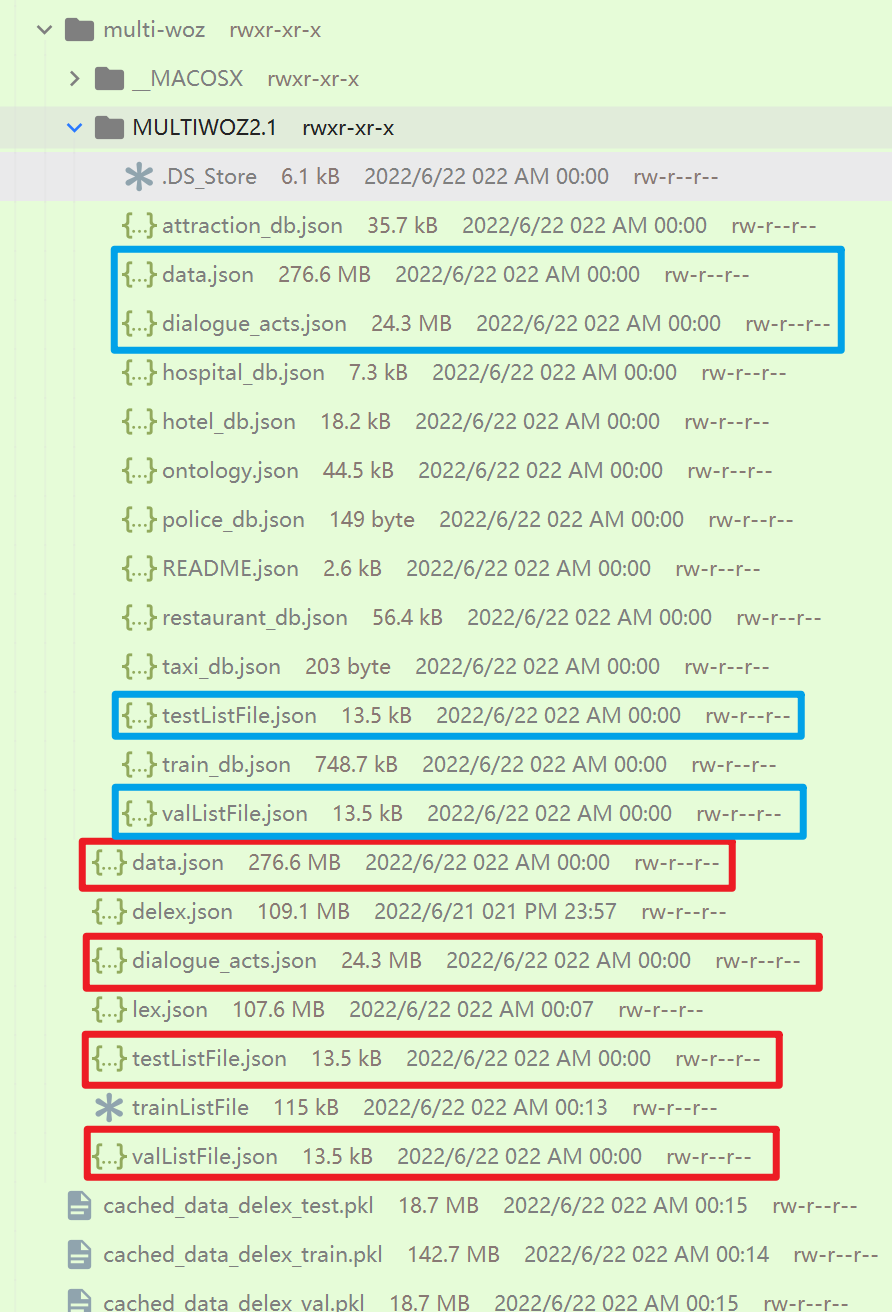 multi-woz rwxr-xr-x
__MACOSX rwxr-xr-x
MULTIWOZ2.1 rwxr-xr-x
.DS_Store 6.1 kB 2022/6/22 022 AM 00:00 rw-r--r--
{...} attraction_db.json 35.7 kB 2022/6/22 022 AM 00:00 rw-r--r--
{...} data.json 276.6 MB 2022/6/22 022 AM 00:00 rw-r--r--
{...} dialogue_acts.json 24.3 MB 2022/6/22 022 AM 00:00 rw-r--r--
{...} hospital_db.json 7.3 kB 2022/6/22 022 AM 00:00 rw-r--r--
{...} hotel_db.json 18.2 kB 2022/6/22 022 AM 00:00 rw-r--r--
{...} ontology.json 44.5 kB 2022/6/22 022 AM 00:00 rw-r--r--
{...} police_db.json 149 byte 2022/6/22 022 AM 00:00 rw-r--r--
{...} README.json 2.6 kB 2022/6/22 022 AM 00:00 rw-r--r--
{...} restaurant_db.json 56.4 kB 2022/6/22 022 AM 00:00 rw-r--r--
{...} taxi_db.json 203 byte 2022/6/22 022 AM 00:00 rw-r--r--
{...} testListFile.json 13.5 kB 2022/6/22 022 AM 00:00 rw-r--r--
{...} train_db.json 748.7 kB 2022/6/22 022 AM 00:00 rw-r--r--
{...} valListFile.json 13.5 kB 2022/6/22 022 AM 00:00 rw-r--r--
{...} data.json 276.6 MB 2022/6/22 022 AM 00:00 rw-r--r--
{...} delex.json 109.1 MB 2022/6/21 021 PM 23:57 rw-r--r--
{...} dialogue_acts.json 24.3 MB 2022/6/22 022 AM 00:00 rw-r--r--
{...} lex.json 107.6 MB 2022/6/22 022 AM 00:07 rw-r--r--
{...} testListFile.json 13.5 kB 2022/6/22 022 AM 00:00 rw-r--r--
trainListFile 115 kB 2022/6/22 022 AM 00:13 rw-r--r--
{...} valListFile.json 13.5 kB 2022/6/22 022 AM 00:00 rw-r--r--
cached_data_delex_test.pkl 18.7 MB 2022/6/22 022 AM 00:15 rw-r--r--
cached_data_delex_train.pkl 142.7 MB 2022/6/22 022 AM 00:14 rw-r--r--
cached_data_delex_val.pkl 18.7 MB 2022/6/22 022 AM 00:15 rw-r--r--